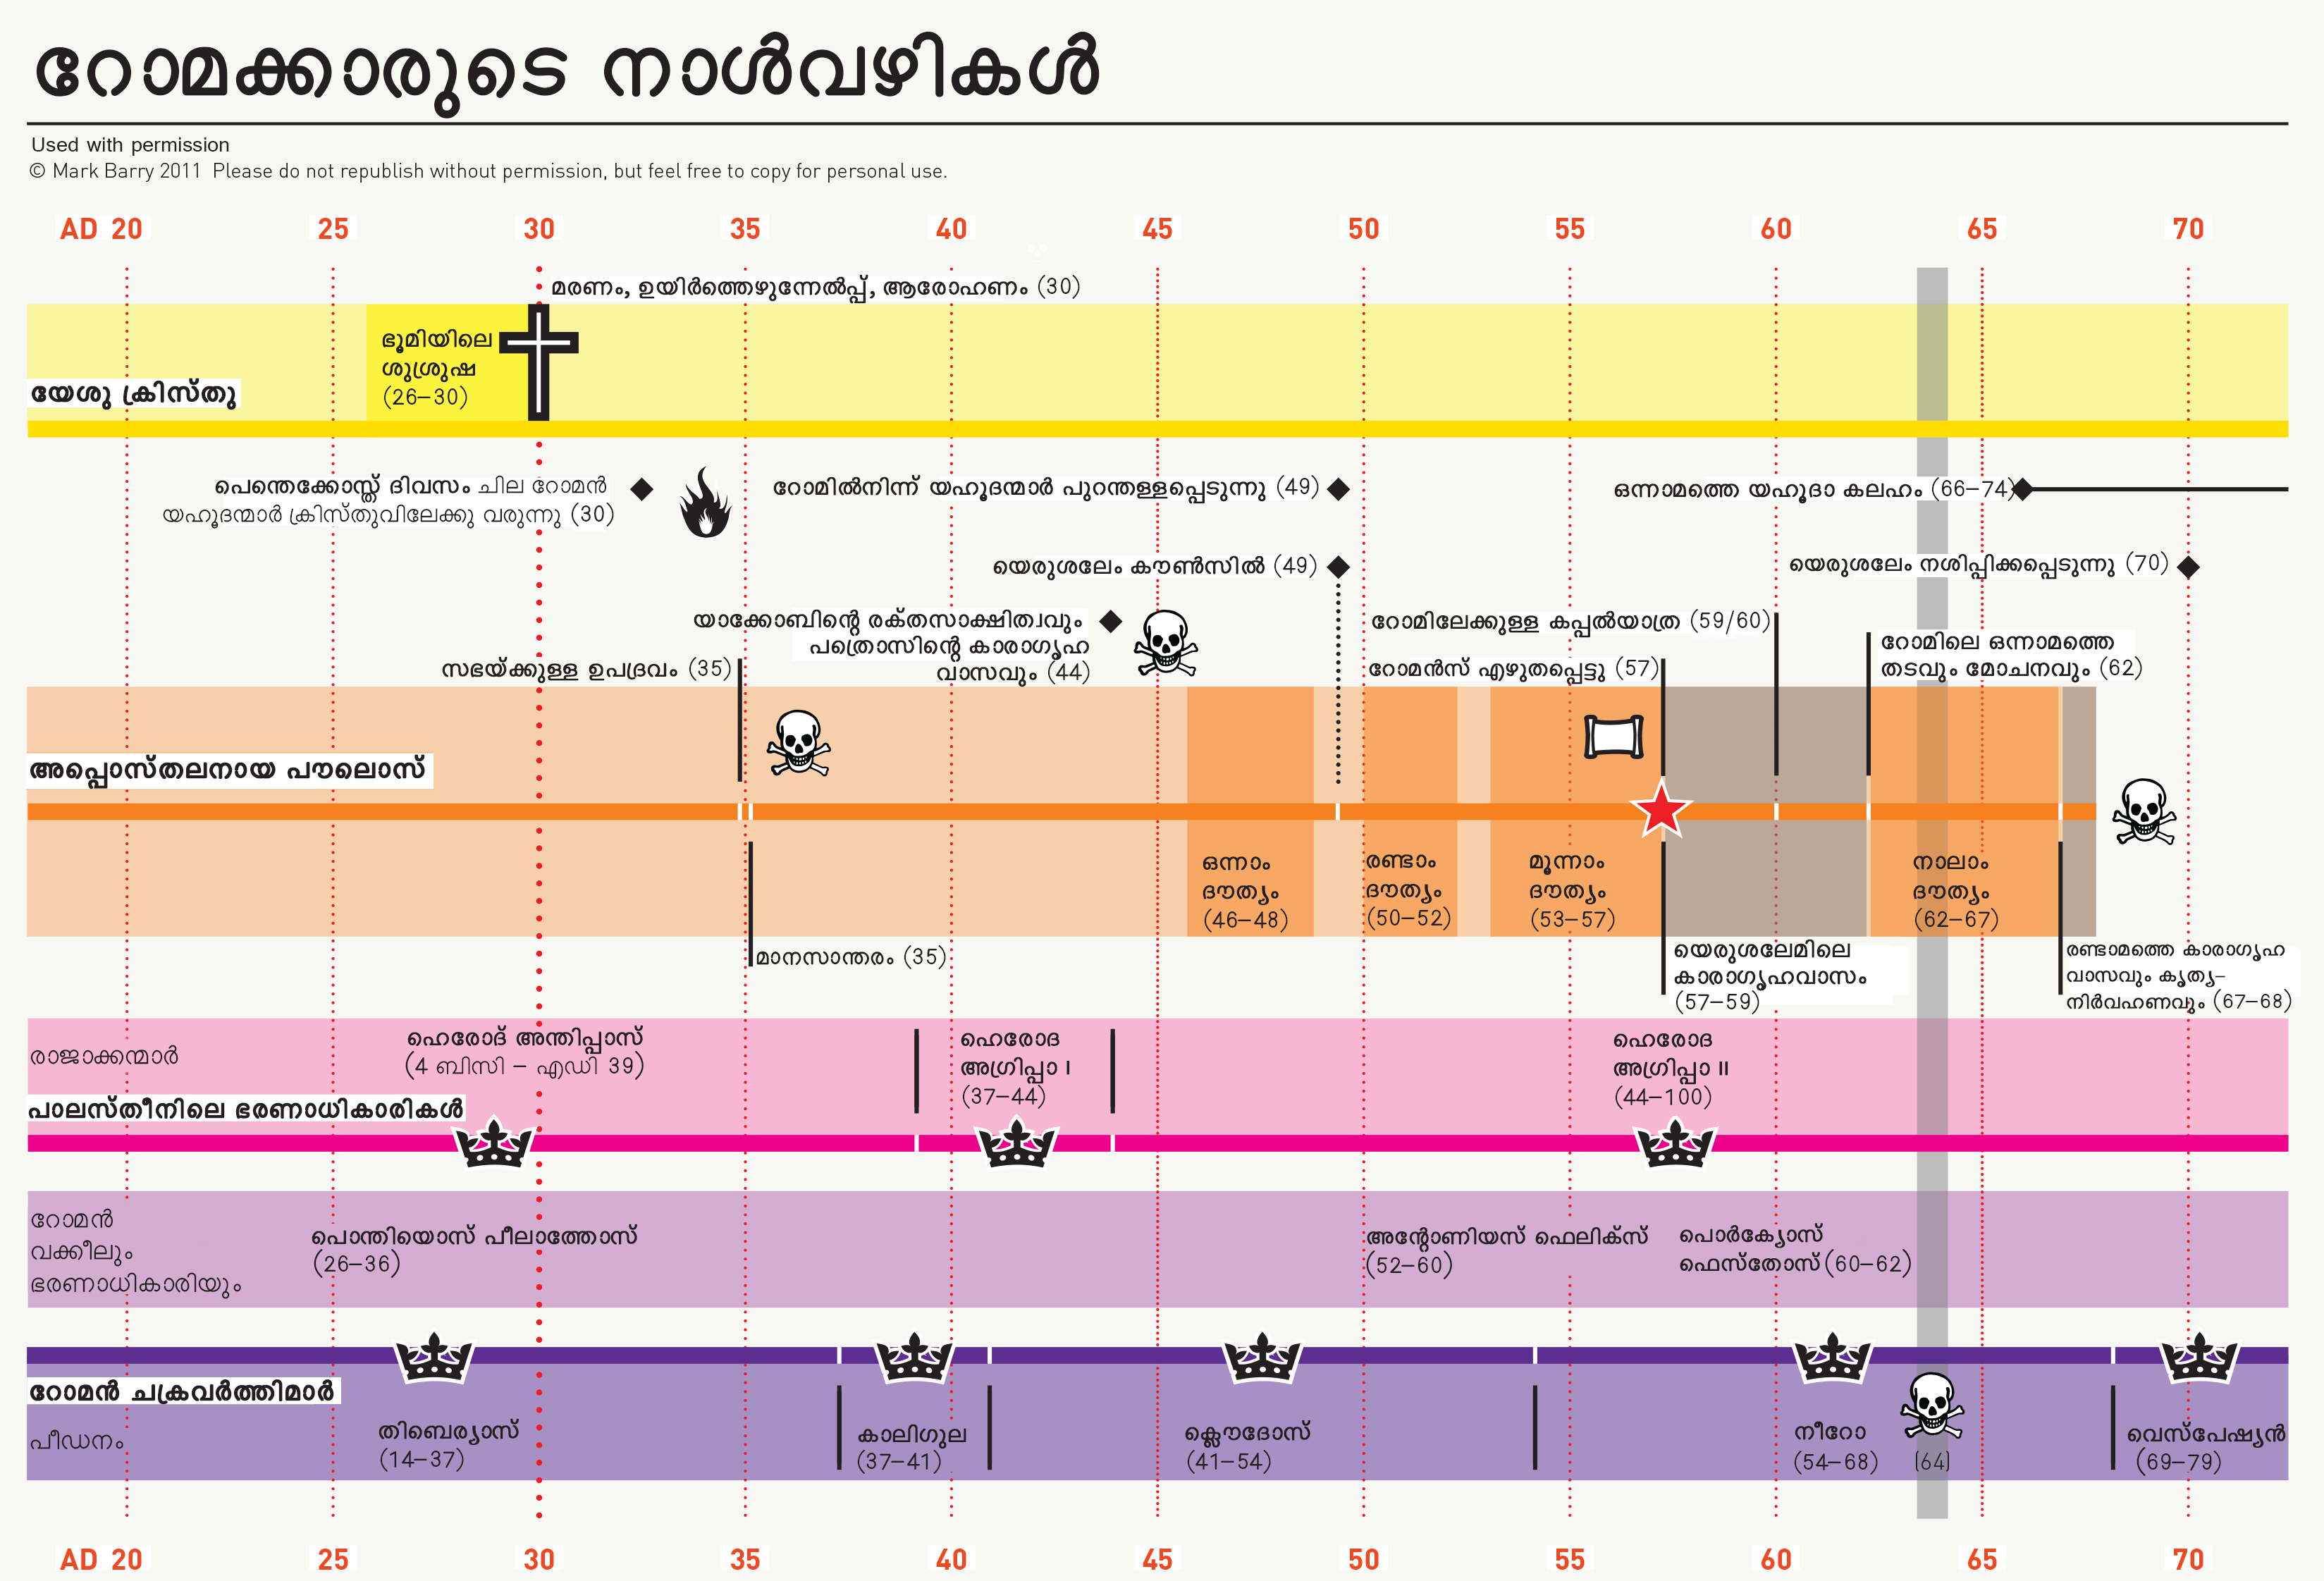 റോമക്കാരുടെ നാൾവഴികൾ
Used with permission
© Mark Barry 2011 Please do not republish without permission, but feel free to copy for personal use.
AD 20 25 30 35 40 45 50 55 60 65 70
മരണം, ഉയിർത്തെഴുന്നേൽപ്പ്, ആരോഹണം (30)
ഭൂമിയിലെ
ശുശ്രുഷ
(26–30)
യേശു ക്രിസ്തു
പെന്തെക്കോസ്ത് ദിവസം ചില റോമൻ
യഹൂദന്മാർ ക്രിസ്തുവിലേക്കു വരുന്നു (30)
റോമിൽനിന്ന് യഹൂദന്മാർ പുറന്തള്ളപ്പെടുന്നു (49)
ഒന്നാമത്തെ യഹൂദാ കലഹം (66–74)
യെരുശലേം കൗൺസിൽ (49)
യെരുശലേം നശിപ്പിക്കപ്പെടുന്നു (70)
യാക്കോബിന്റെ രക്തസാക്ഷിത്വവും
പത്രൊസിന്റെ കാരാഗൃഹ
വാസവും (44)
റോമിലേക്കുള്ള കപ്പൽയാത്ര (59/60)
റോമിലെ ഒന്നാമത്തെ
തടവും മോചനവും (62)
സഭയ്ക്കുള്ള ഉപദ്രവം (35)
റോമൻസ് എഴുതപ്പെട്ടു (57)
അപ്പൊസ്തലനായ പൗലൊസ്
ഒന്നാം
ദൗത്യം
(46–48)
രണ്ടാം
ദൗത്യം
(50–52)
മൂന്നാം
ദൗത്യം
(53–57)
നാലാം
ദൗത്യം
(62–67)
മാനസാന്തരം (35)
യെരുശലേമിലെ
കാരാഗൃഹവാസം
(57–59)
രണ്ടാമത്തെ കാരാഗൃഹ
വാസവും കൃത്യ–
നിർവഹണവും (67–68)
രാജാക്കന്മാർ
ഹെരോദ് അന്തിപ്പാസ്
(4 ബിസി – എഡി 39)
ഹെരോദ
അഗ്രിപ്പാ I
(37–44)
ഹെരോദ
അഗ്രിപ്പാ II
(44–100)
പാലസ്തീനിലെ ഭരണാധികാരികൾ
റോമൻ
വക്കീലും
ഭരണാധികാരിയും
പൊന്തിയൊസ് പീലാത്തോസ്
(26–36)
അന്റോണിയസ് ഫെലിക്സ്
(52–60)
പൊർക്യോസ്
ഫെസ്തോസ് (60–62)
റോമൻ ചക്രവർത്തിമാർ
പീഡനം
തിബെര്യാസ്
(14–37)
കാലിഗുല
(37–41)
ക്ലൌദോസ്
(41–54)
നീറോ
(54–68)
(64)
വെസ്പേഷ്യൻ
(69–79)
AD 20 25 30 35 40 45 50 55 60 65 70